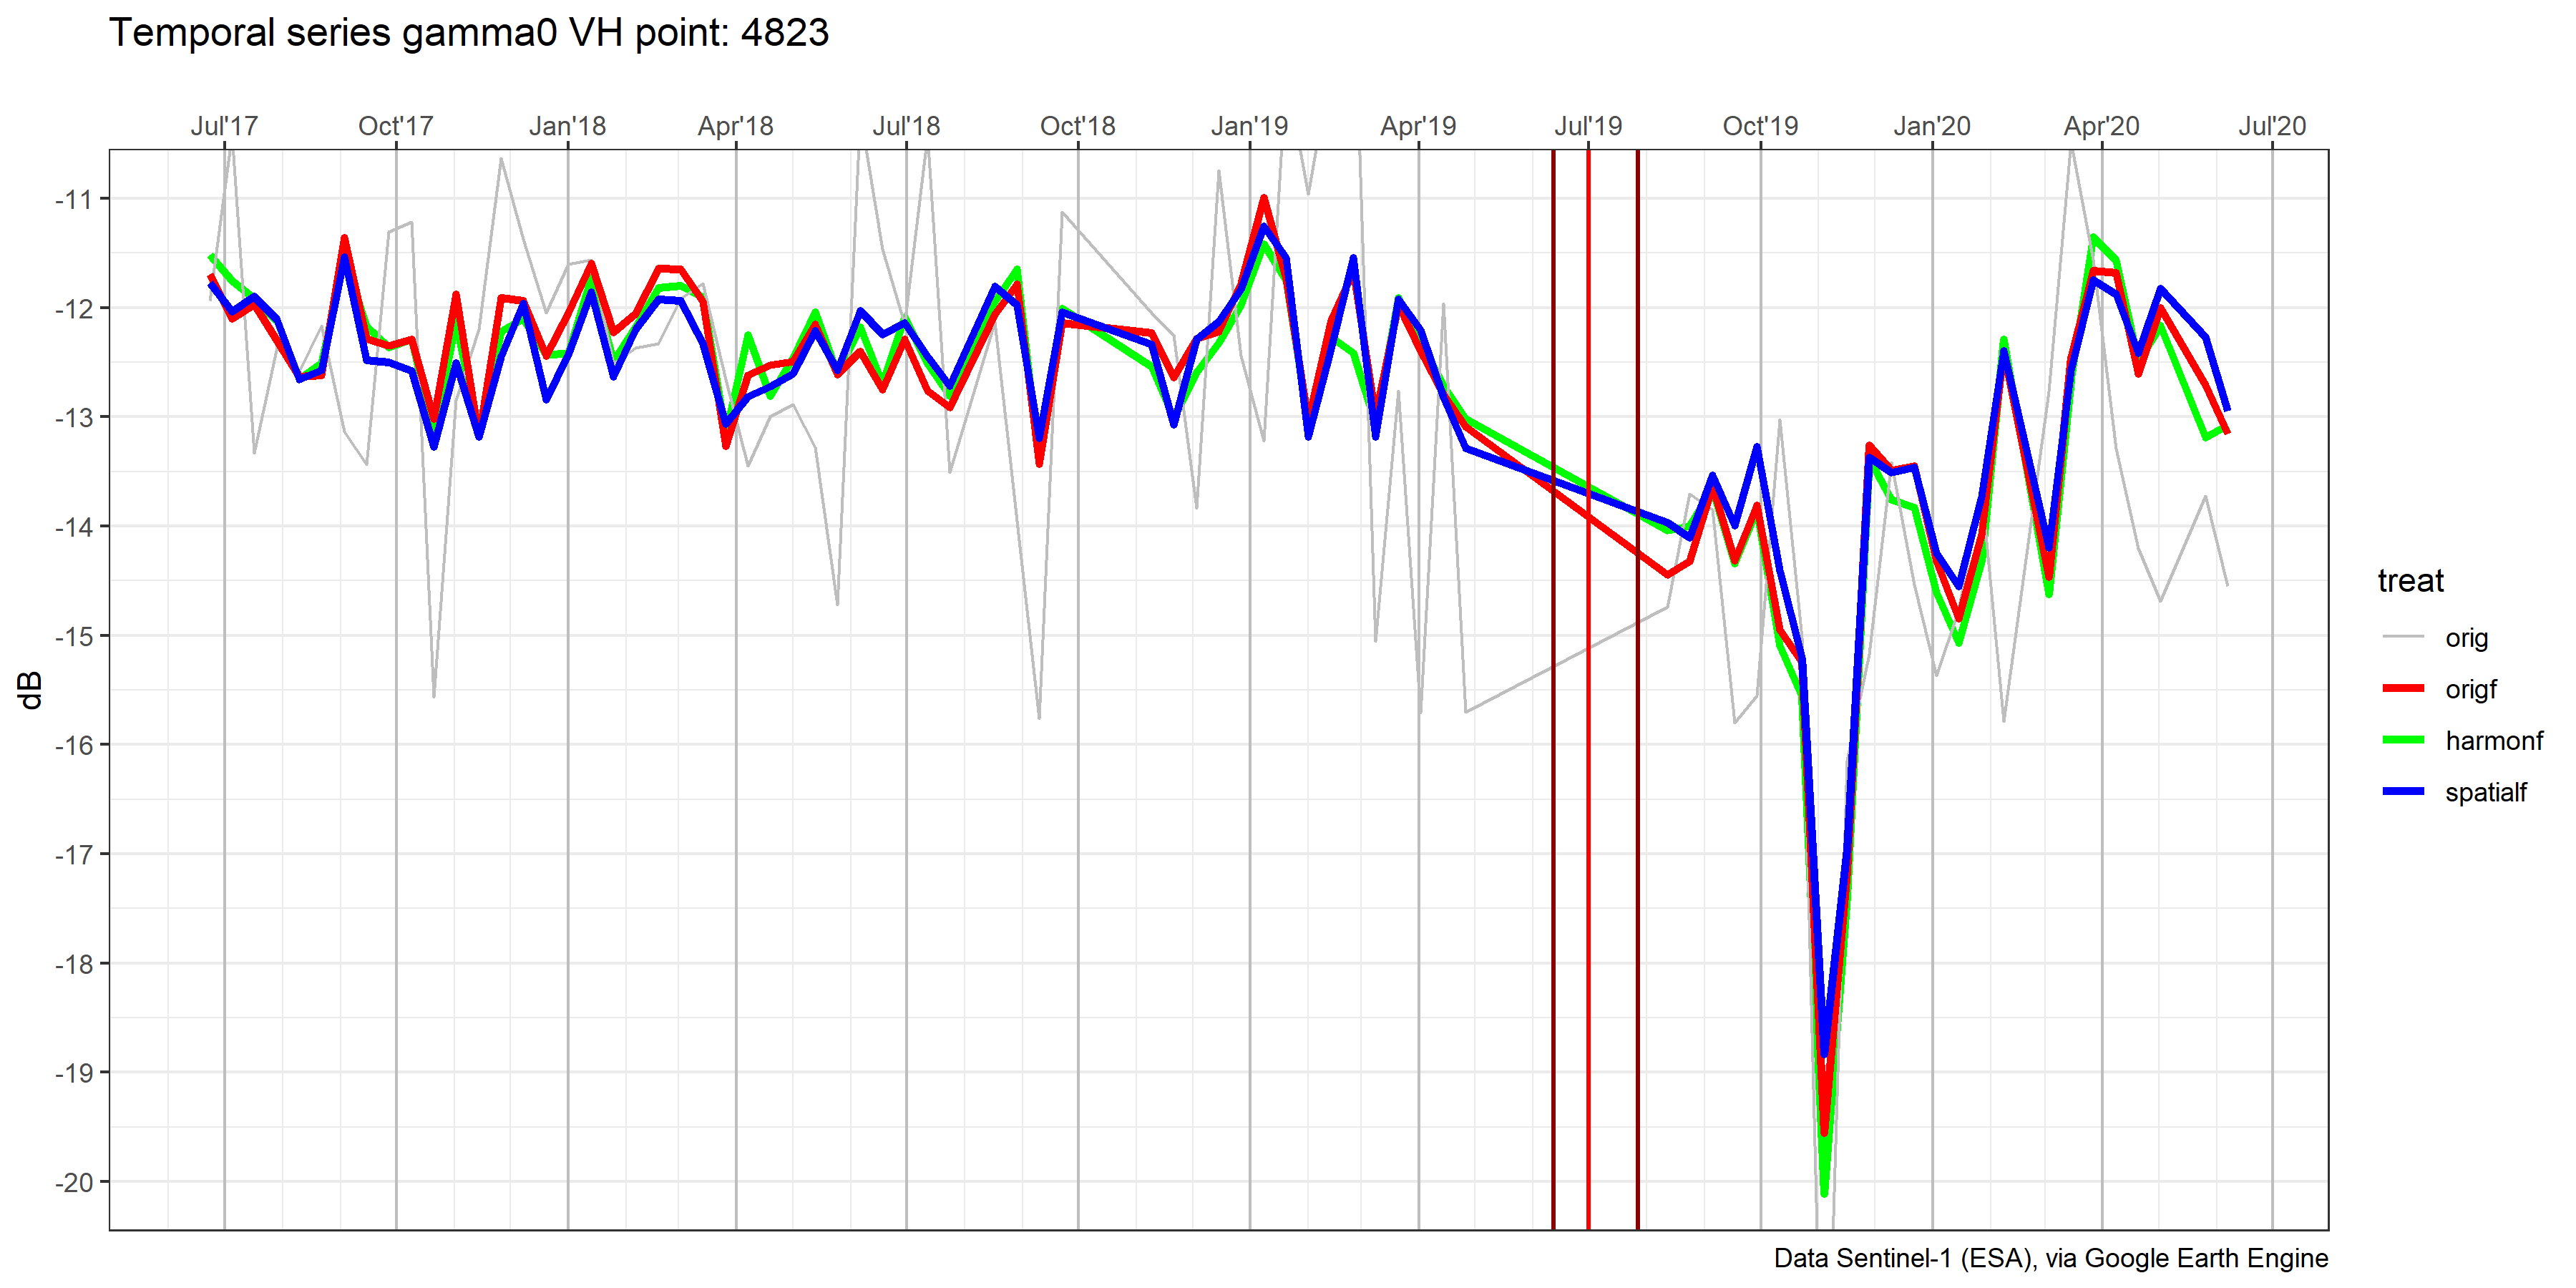 Temporal series gamma0 VH point: 4823
Jul'17 Oct'17 Jan'18 Apr'18 Jul'18 Oct'18 Jan'19 Apr'19 Jul'19 Oct'19 Jan'20 Apr'20 Jul'20
-11
-12
-13
-14
-15
-16
-17
-18
-19
-20
dB
treat
orig
origf
harmonf
spatialf
Data Sentinel-1 (ESA), via Google Earth Engine